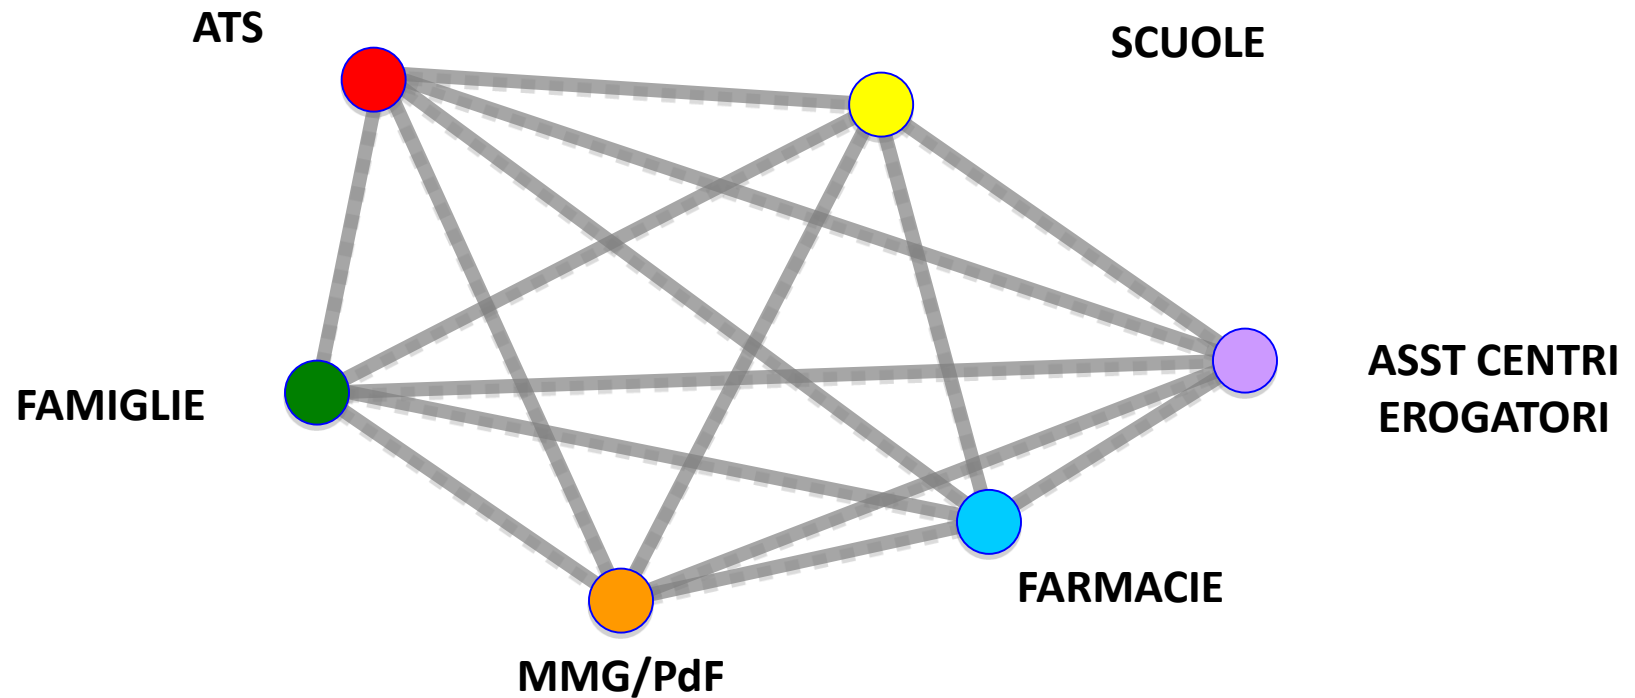 ATS
SCUOLE
FAMIGLIE
ASST CENTRI
EROGATORI
FARMACIE
MMG/PdF